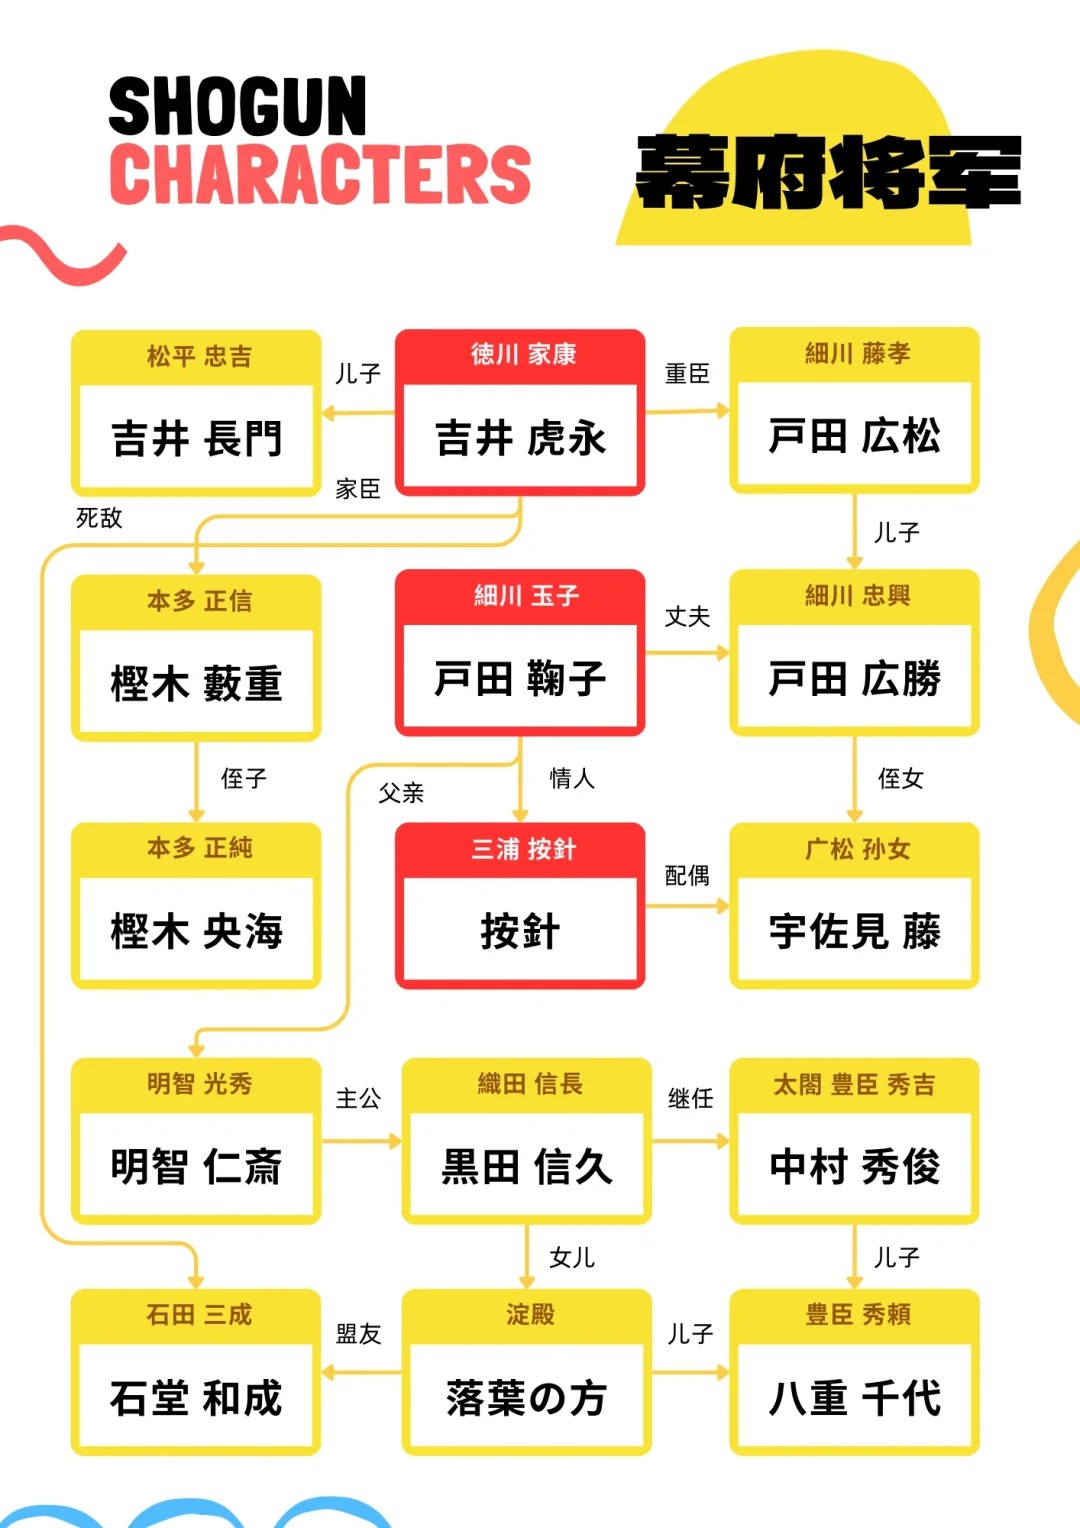 SHOGUN
CHARACTERS
幕府将军
松平 忠吉
吉井 長門
儿子
徳川 家康
吉井 虎永
重臣
細川 藤孝
戸田 広松
家臣
死敌
儿子
本多 正信
樫木 藪重
細川 玉子
戸田 鞠子
丈夫
細川 忠興
戸田 広勝
侄子
父亲
情人
侄女
本多 正純
樫木 央海
三浦 按針
按針
配偶
广松 孙女
宇佐見 藤
明智 光秀
明智 仁斎
主公
織田 信長
黒田 信久
继任
太閤 豊臣 秀吉
中村 秀俊
女儿
儿子
石田 三成
石堂 和成
盟友
淀殿
落葉の方
儿子
豊臣 秀頼
八重 千代